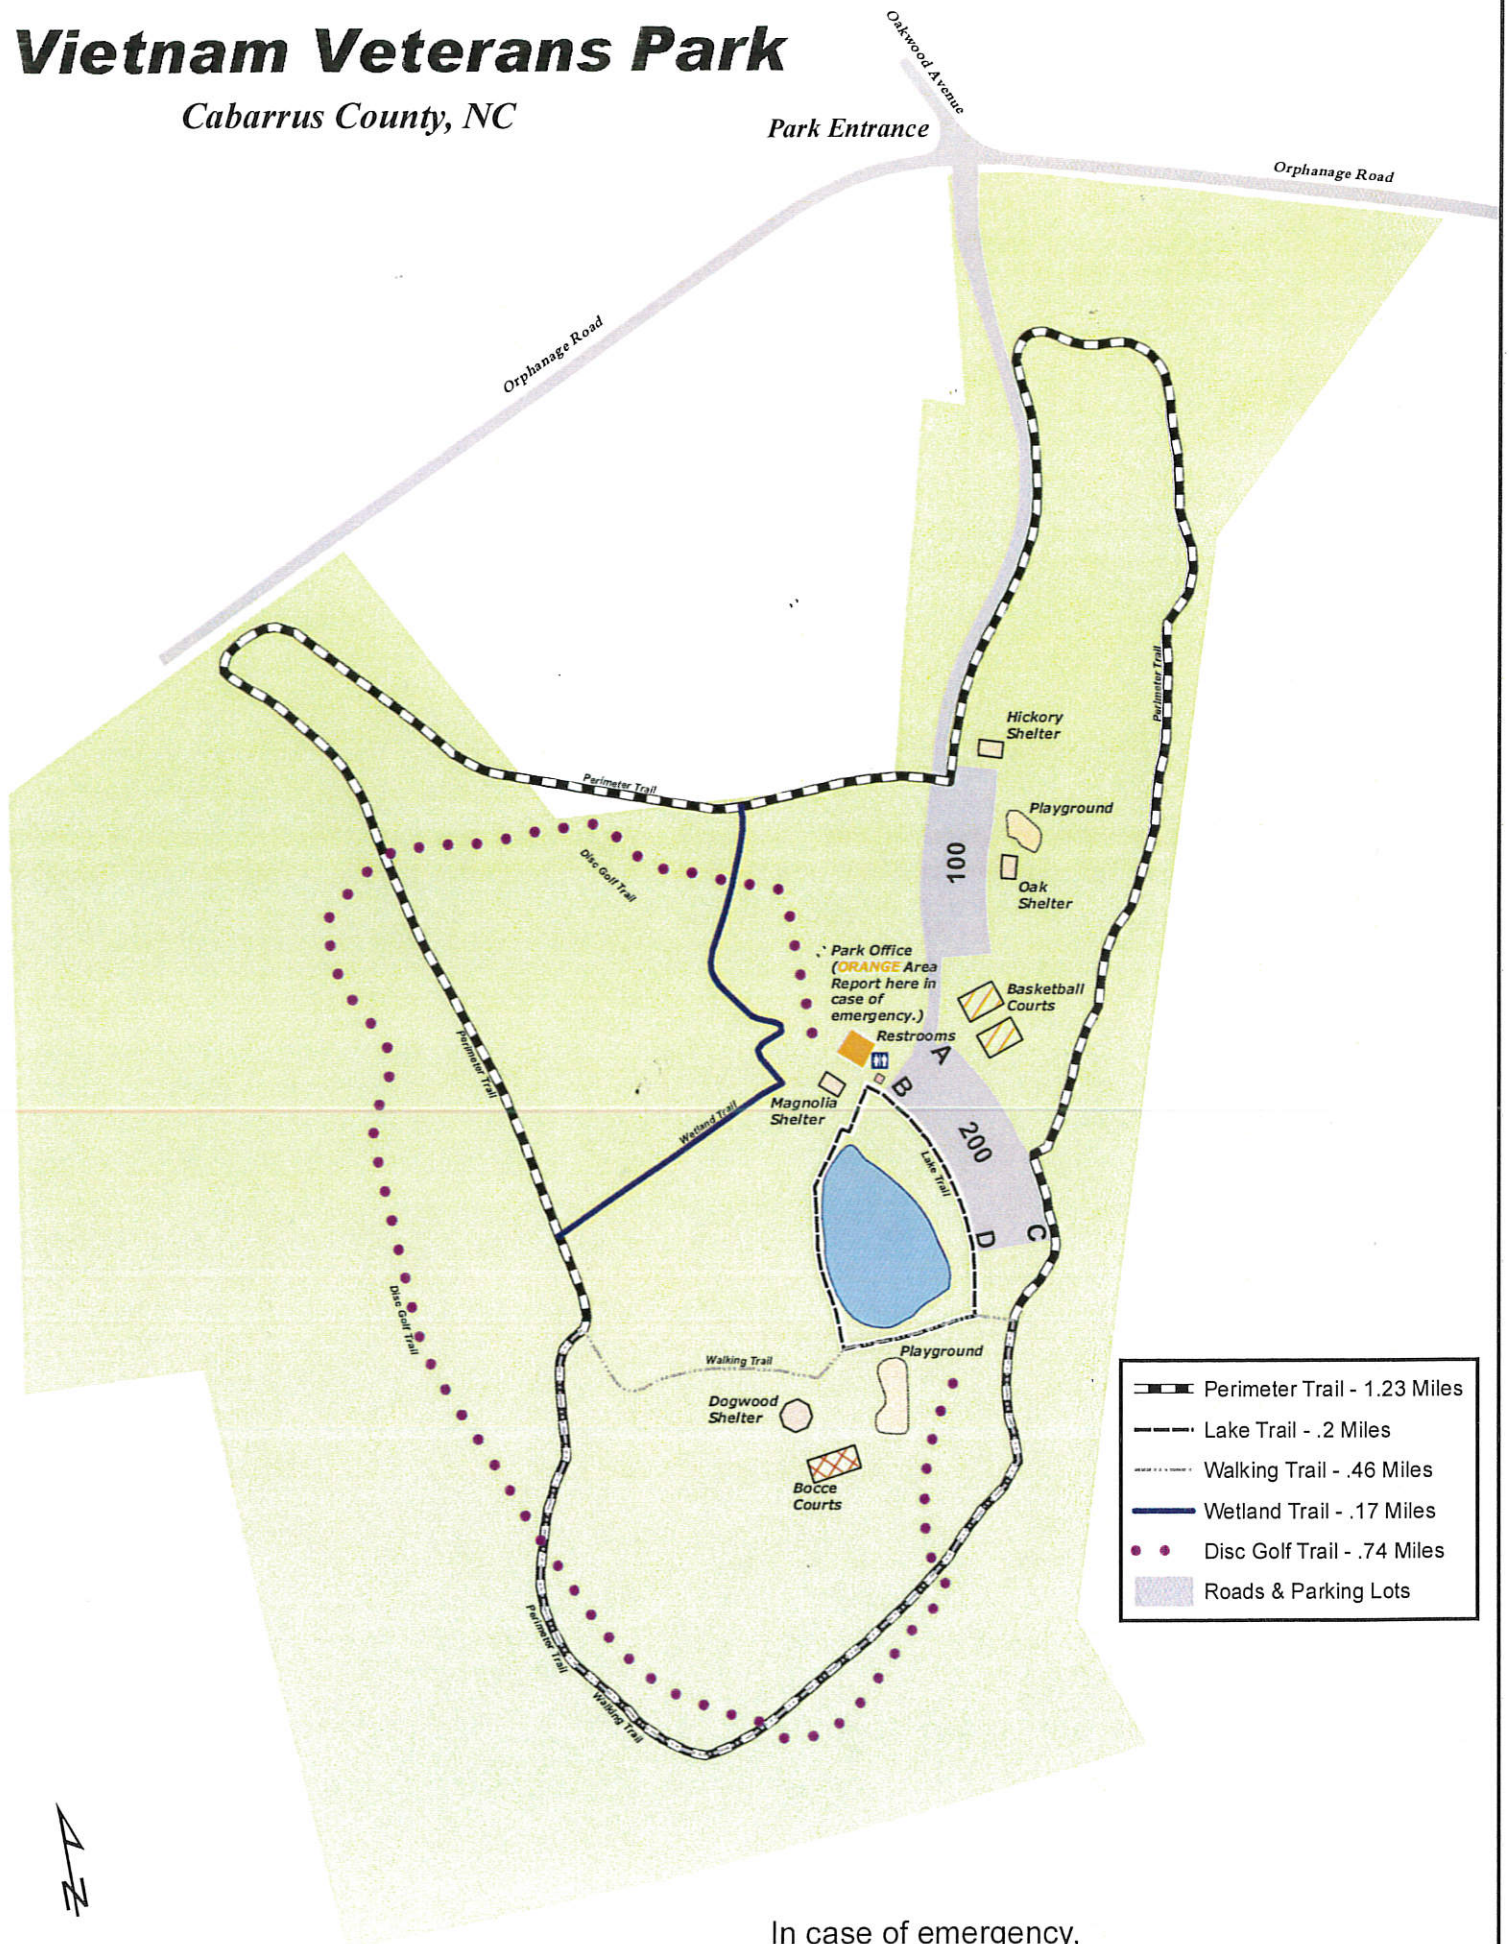 Vietnam Veterans Park
Cabarrus County, NC
Oakwood Avenue
Park Entrance
Orphanage Road
Orphanage Road
Perimeter Trail
Hickory
Shelter
Perimeter Trail
Playground
100
Disc Golf Trail
Oak
Shelter
Park Office
(ORANGE Area
Report here in
case of
emergency.)
Basketball
Courts
Restrooms
A
B
Perimeter Trail
Magnolia
Shelter
Wetland Trail
200
Lake Trail
C
D
Disc Golf Trail
Playground
Walking Trail
Dogwood
Shelter
Bocce
Courts
Perimeter Trail - 1.23 Miles
Lake Trail - .2 Miles
Walking Trail - .46 Miles
Wetland Trail - .17 Miles
Disc Golf Trail - .74 Miles
Roads & Parking Lots
Perimeter Trail
Walking Trail
N
In case of emergency,